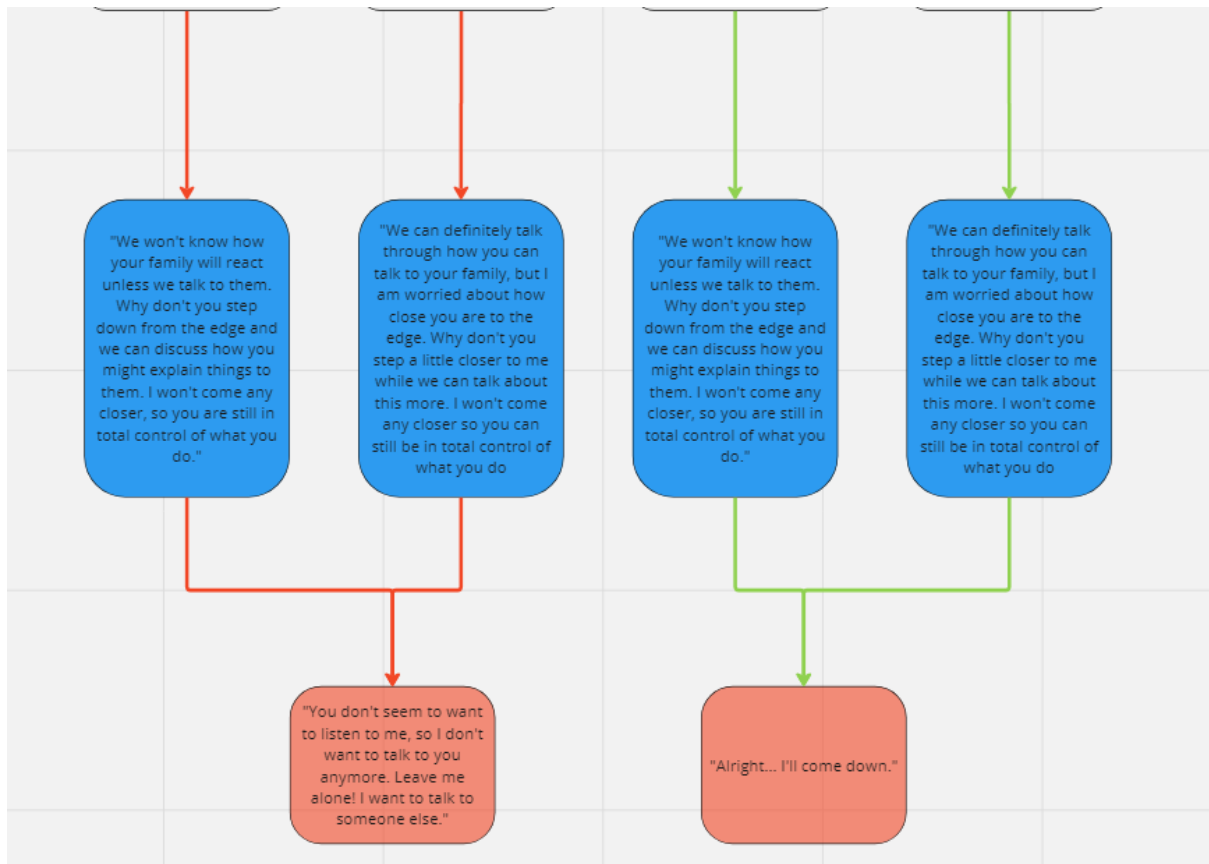 "We won't know how
your family will react
unless we talk to them.
Why don't you step
down from the edge and
we can discuss how you
might explain things to
them. I won't come any
closer, so you are still in
total control of what you
do."
"We can definitely talk
through how you can
talk to your family, but I
am worried about how
close you are to the
edge. Why don't you
step a little closer to me
while we can talk about
this more. I won't come
any closer so you can
still be in total control of
what you do
"We won't know how
your family will react
unless we talk to them.
Why don't you step
down from the edge and
we can discuss how you
might explain things to
them. I won't come any
closer, so you are still in
total control of what you
do."
"We can definitely talk
through how you can
talk to your family, but I
am worried about how
close you are to the
edge. Why don't you
step a little closer to me
while we can talk about
this more. I won't come
any closer so you can
still be in total control of
what you do
"You don't seem to want
to listen to me, so I don't
want to talk to you
anymore. Leave me
alone! I want to talk to
someone else."
"Alright... I'll come down."